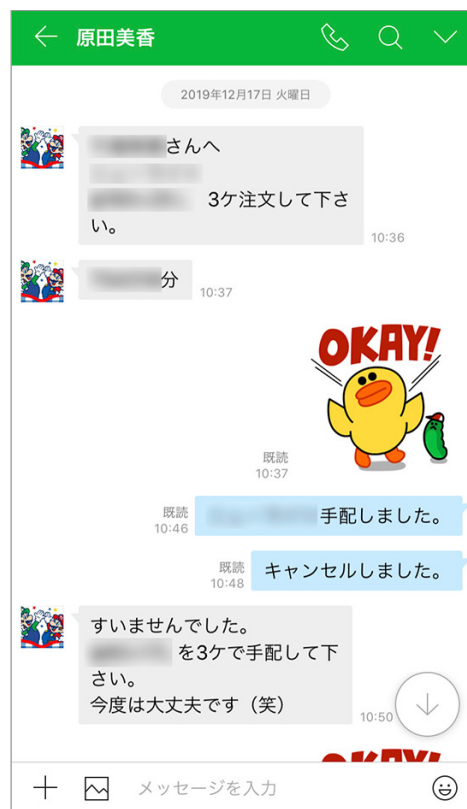 原田美香
2019年12月17日 火曜日
さんへ
3ケ注文して下さ
い。
10:36
分
10:37
OKAY!
既読
10:37
手配しました。
既読
10:46
キャンセルしました。
既読
10:48
すいませんでした。
を3ケで手配して下
さい。
今度は大丈夫です（笑）
10:50
OKAY!
メッセージを入力